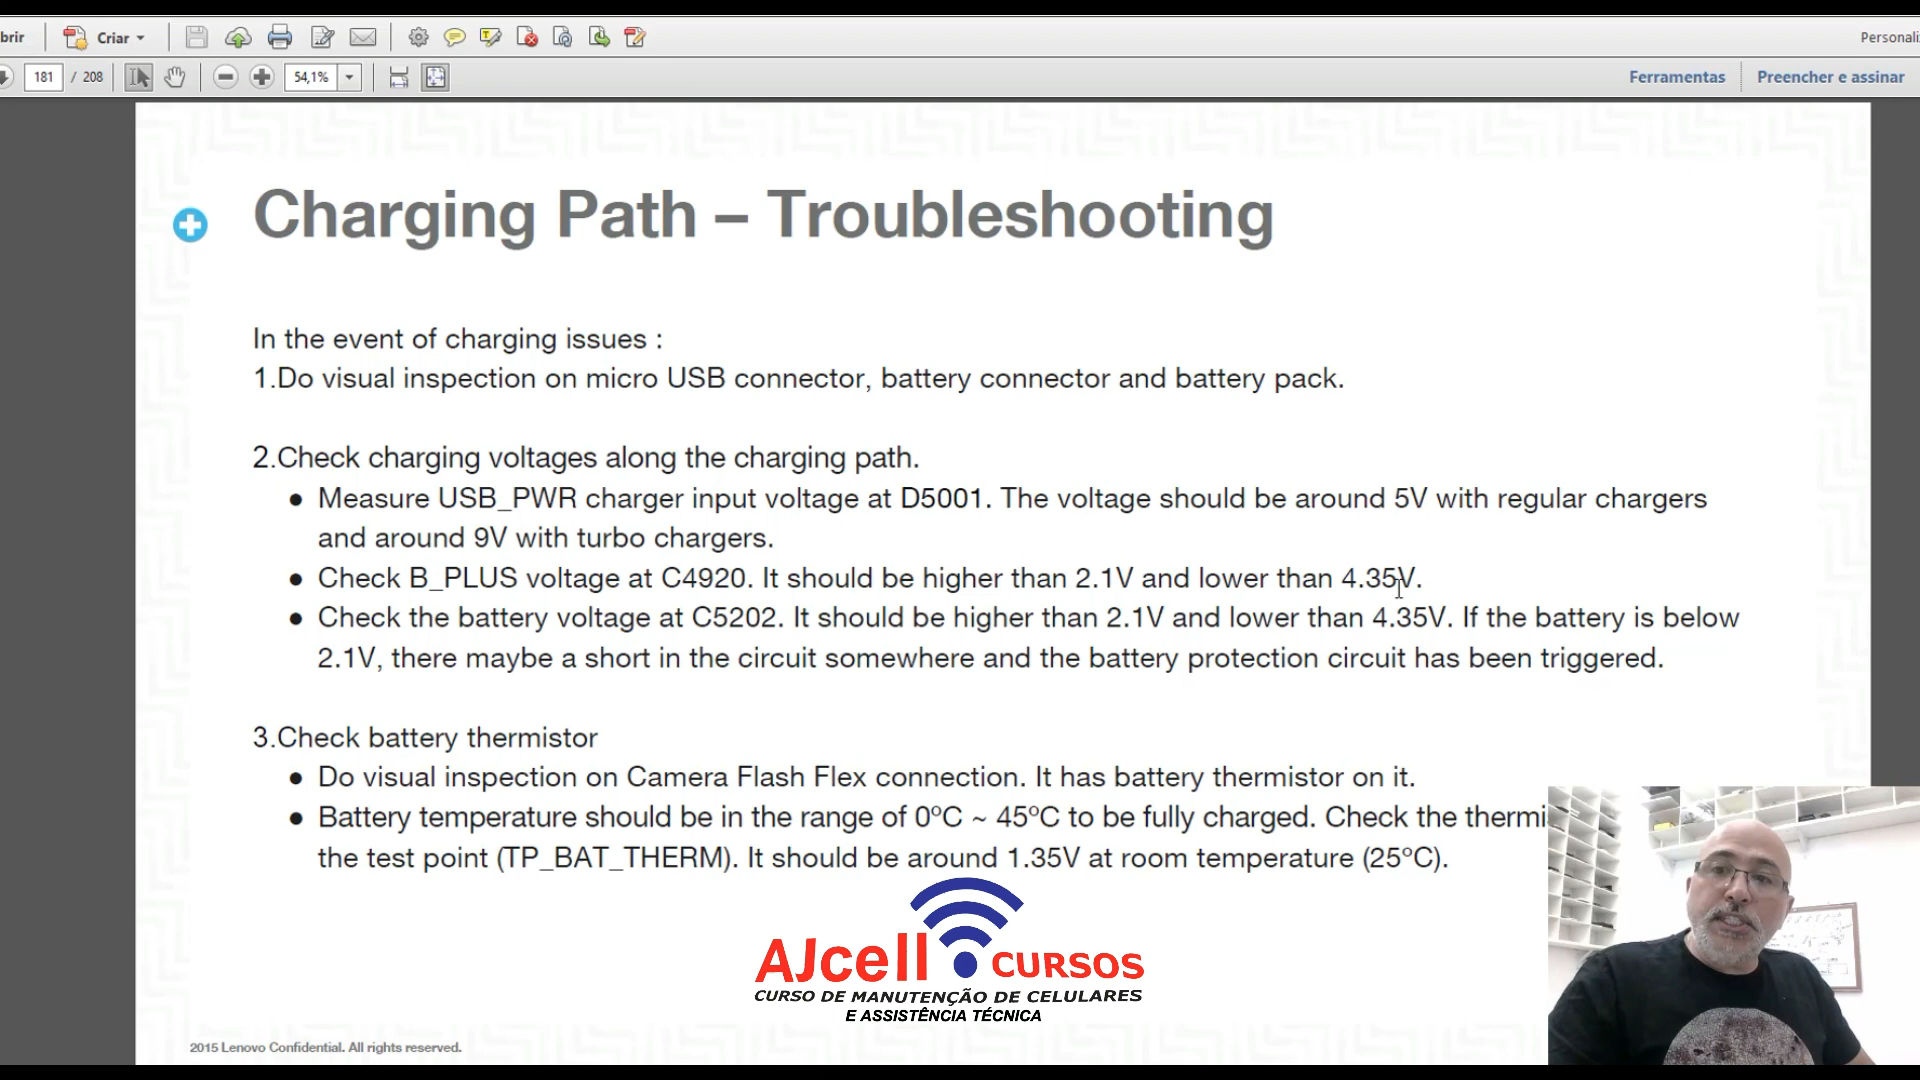 brir
Criar
Personali
181 / 208
54,1%
Ferramentas
Preencher e assinar
Charging Path – Troubleshooting
In the event of charging issues :
1.Do visual inspection on micro USB connector, battery connector and battery pack.
2.Check charging voltages along the charging path.
● Measure USB_PWR charger input voltage at D5001. The voltage should be around 5V with regular chargers
and around 9V with turbo chargers.
● Check B_PLUS voltage at C4920. It should be higher than 2.1V and lower than 4.35V.
● Check the battery voltage at C5202. It should be higher than 2.1V and lower than 4.35V. If the battery is below
2.1V, there maybe a short in the circuit somewhere and the battery protection circuit has been triggered.
3.Check battery thermistor
● Do visual inspection on Camera Flash Flex connection. It has battery thermistor on it.
● Battery temperature should be in the range of 0ºC ~ 45ºC to be fully charged. Check the thermi
the test point (TP_BAT_THERM). It should be around 1.35V at room temperature (25ºC).
AJcell CURSOS
CURSO DE MANUTENÇÃO DE CELULARES
E ASSISTÊNCIA TÉCNICA
2015 Lenovo Confidential. All rights reserved.